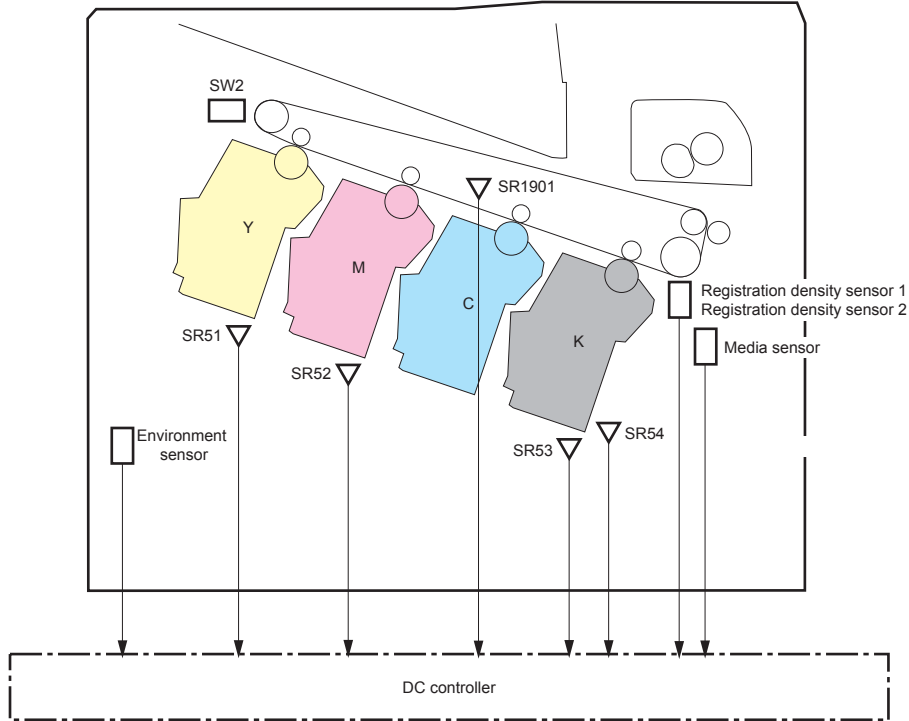 SW2
SR1901
Y
M
C
K
Registration density sensor 1
Registration density sensor 2
Media sensor
SR51
SR52
SR53
SR54
Environment
sensor
DC controller